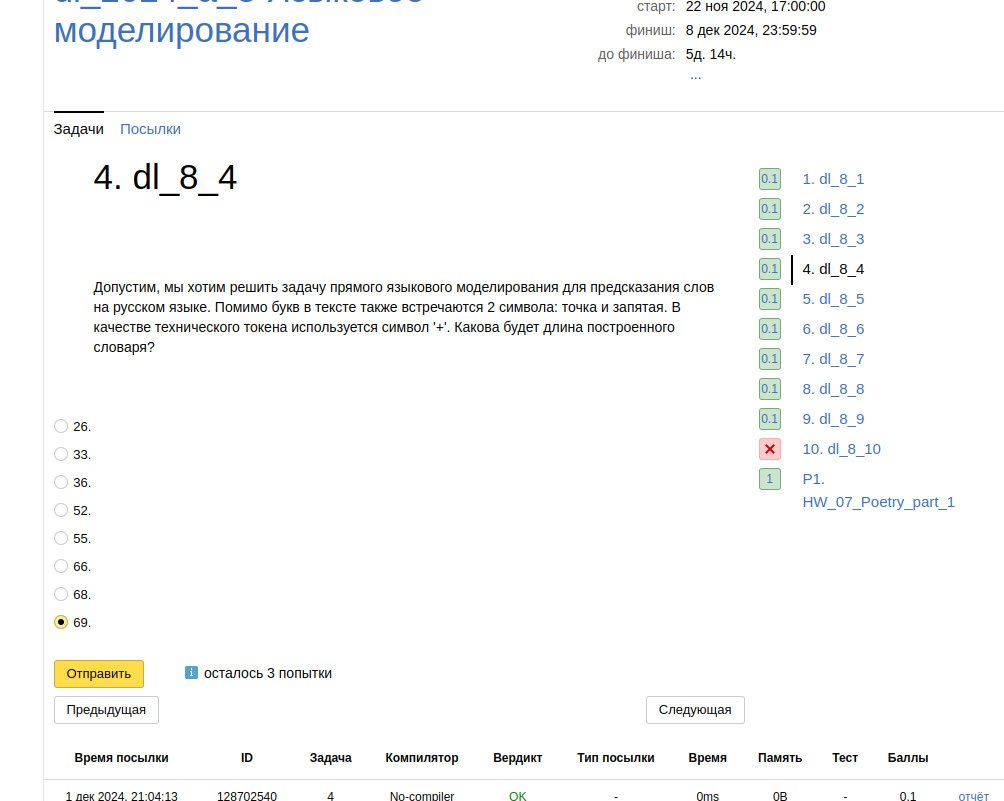 моделирование
старт: 22 ноя 2024, 17:00:00
финиш: 8 дек 2024, 23:59:59
до финиша: 5д. 14ч.
...
Задачи Посылки
4. dl_8_4
Допустим, мы хотим решить задачу прямого языкового моделирования для предсказания слов
на русском языке. Помимо букв в тексте также встречаются 2 символа: точка и запятая. В
качестве технического токена используется символ '+'. Какова будет длина построенного
словаря?
26.
33.
36.
52.
55.
66.
68.
69.
0.1 1. dl_8_1
0.1 2. dl_8_2
0.1 3. dl_8_3
0.1 4. dl_8_4
0.1 5. dl_8_5
0.1 6. dl_8_6
0.1 7. dl_8_7
0.1 8. dl_8_8
0.1 9. dl_8_9
10. dl_8_10
1 P1.
HW_07_Poetry_part_1
Отправить i осталось 3 попытки
Предыдущая Следующая
Время посылки ID Задача Компилятор Вердикт Тип посылки Время Память Тест Баллы
1 дек 2024, 21:04:13 128702540 4 No-compiler OK - 0ms 0B - 0.1 отчёт